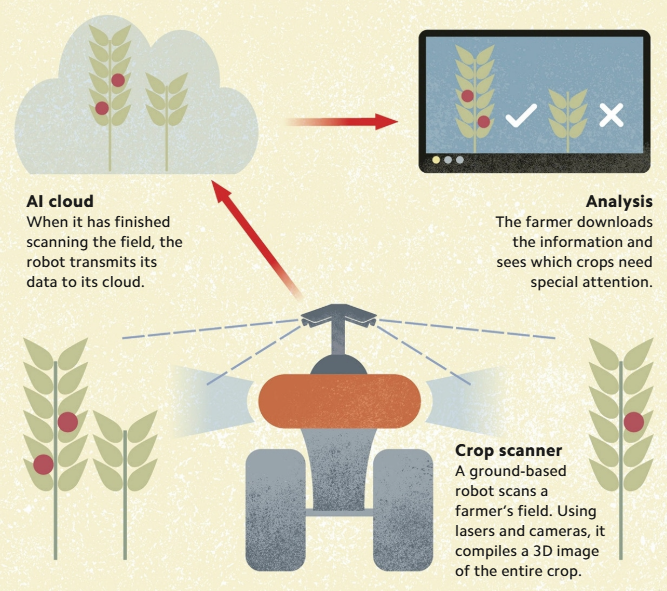 AI cloud
When it has finished
scanning the field, the
robot transmits its
data to its cloud.
Analysis
The farmer downloads
the information and
sees which crops need
special attention.
Crop scanner
A ground-based
robot scans a
farmer’s field. Using
lasers and cameras, it
compiles a 3D image
of the entire crop.